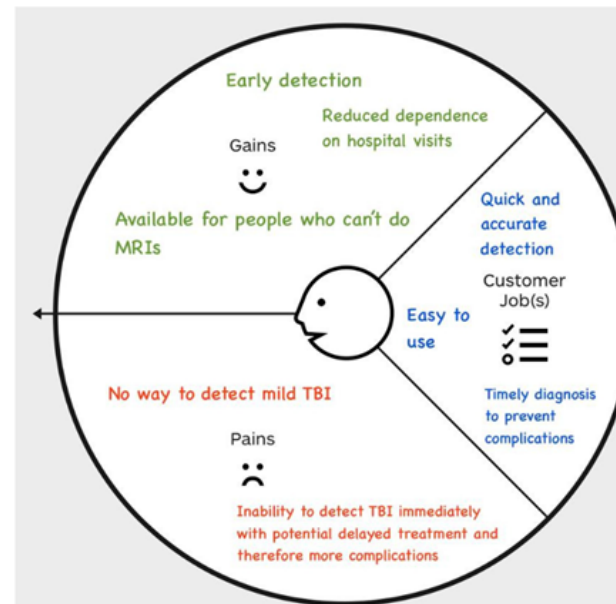 Early detection
Reduced dependence
on hospital visits
Gains
Available for people who can't do
MRIs
Quick and
accurate
detection
Customer
Job(s)
Easy to
use
Timely diagnosis
to prevent
complications
No way to detect mild TBI
Pains
Inability to detect TBI immediately
with potential delayed treatment and
therefore more complications